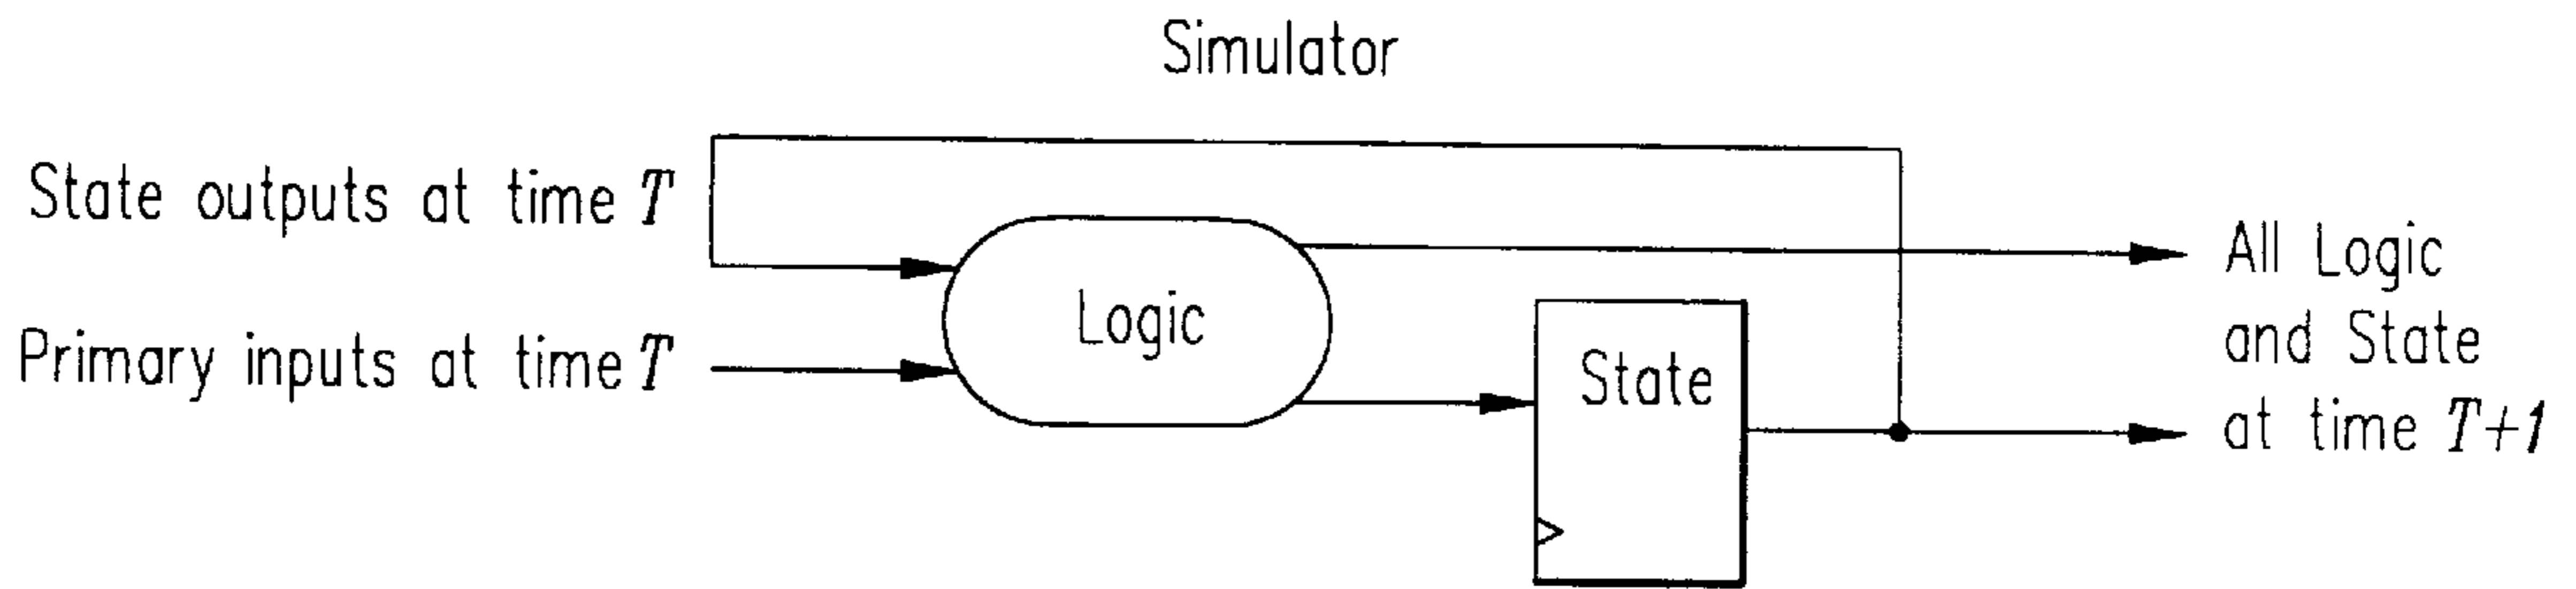 Simulator
State outputs at time T
Primary inputs at time T
Logic
State
All Logic
and State
at time T+1